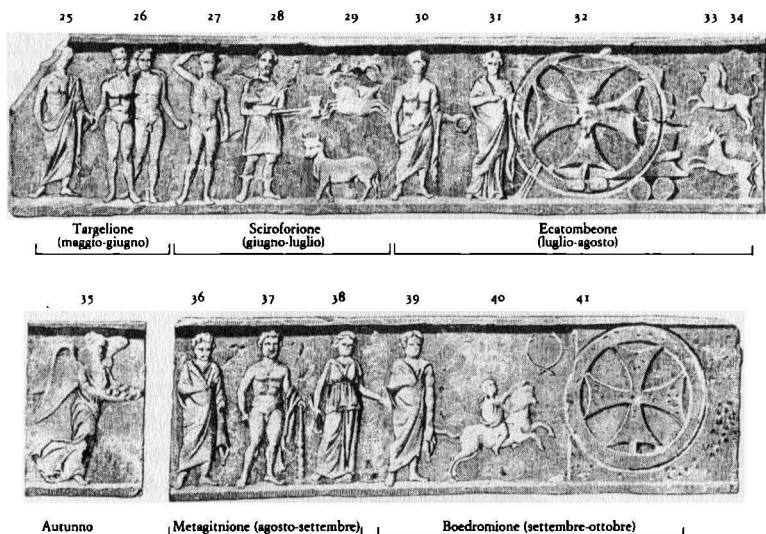 25 26 27 28 29 30 31 32 33 34
Targelione Sciroforione Ecatombeone
(maggio-giugno) (giugno-luglio) (luglio-agosto)
35 36 37 38 39 40 41
Autunno Metagitnione (agosto-settembre) Boedromione (settembre-ottobre)